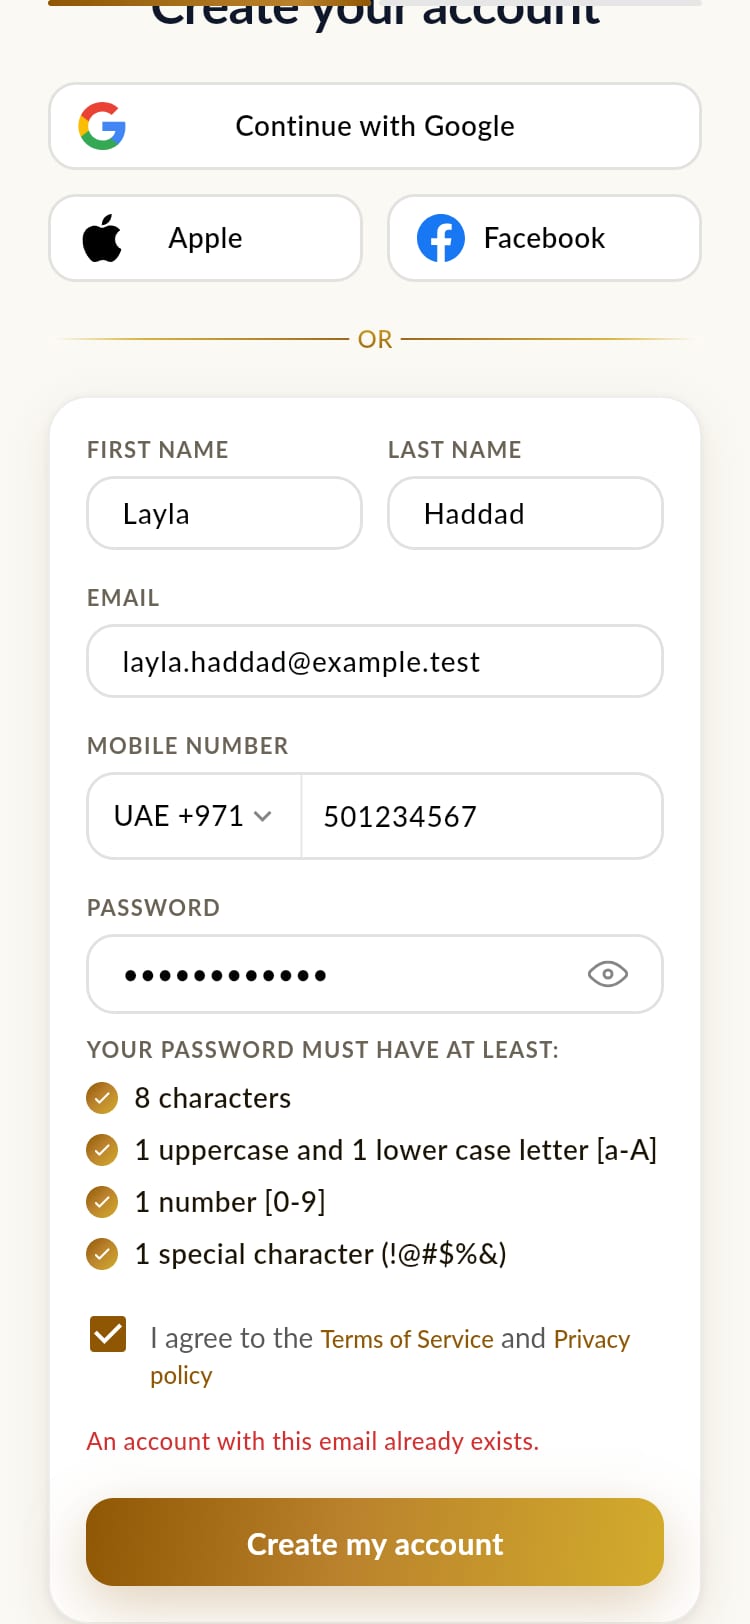 Create your account
Continue with Google
Apple
Facebook
OR
FIRST NAME
LAST NAME
Layla
Haddad
EMAIL
layla.haddad@example.test
MOBILE NUMBER
UAE +971
501234567
PASSWORD
YOUR PASSWORD MUST HAVE AT LEAST:
8 characters
1 uppercase and 1 lower case letter [a-A]
1 number [0-9]
1 special character (!@#$%&)
I agree to the Terms of Service and Privacy
policy
An account with this email already exists.
Create my account